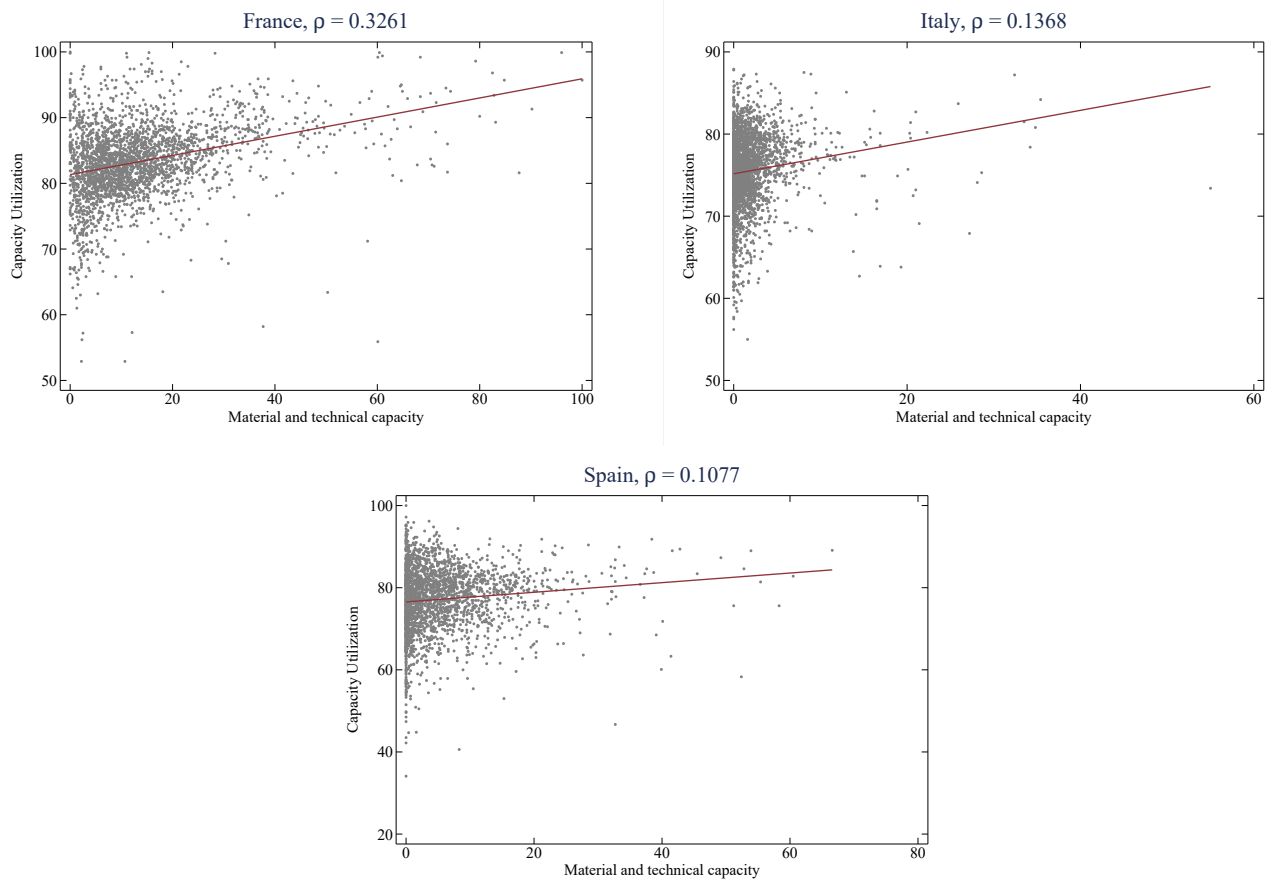 France, ρ = 0.3261
100
90
80
70
60
50
Capacity Utilization
0 20 40 60 80 100
Material and technical capacity
Italy, ρ = 0.1368
90
80
70
60
50
Capacity Utilization
0 20 40 60
Material and technical capacity
Spain, ρ = 0.1077
100
80
60
40
20
Capacity Utilization
0 20 40 60 80
Material and technical capacity